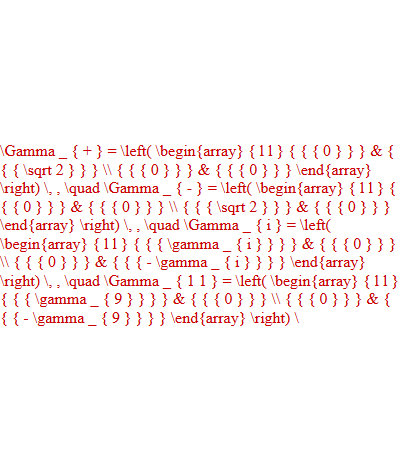 \Gamma _ { + } = \left( \begin{array} { 11 } { { { 0 } } } & {
{ { \sqrt 2 } } } \\ { { { 0 } } } & { { { 0 } } } \end{array}
\right) \, , \quad \Gamma _ { - } = \left( \begin{array} { 11 } {
{ { 0 } } } & { { { 0 } } } \\ { { { \sqrt 2 } } } & { { { 0 } } }
\end{array} \right) \, , \quad \Gamma _ { i } = \left(
\begin{array} { 11 } { { { \gamma _ { i } } } } & { { { 0 } } }
\\ { { { 0 } } } & { { { - \gamma _ { i } } } } \end{array}
\right) \, , \quad \Gamma _ { 1 1 } = \left( \begin{array} { 11 }
{ { { \gamma _ { 9 } } } } & { { { 0 } } } \\ { { { 0 } } } & {
{ { - \gamma _ { 9 } } } } \end{array} \right) \